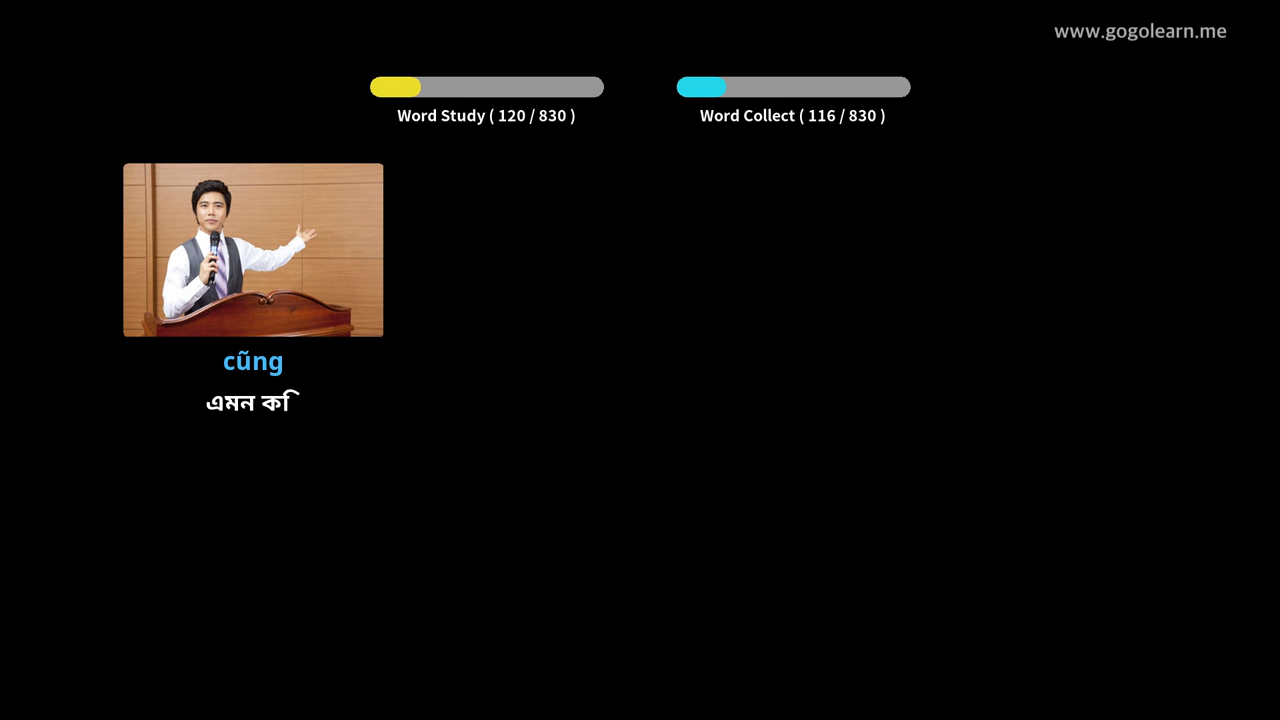 www.gogolearn.me
Word Study ( 120 / 830 )
Word Collect ( 116 / 830 )
cũng
এমন কি